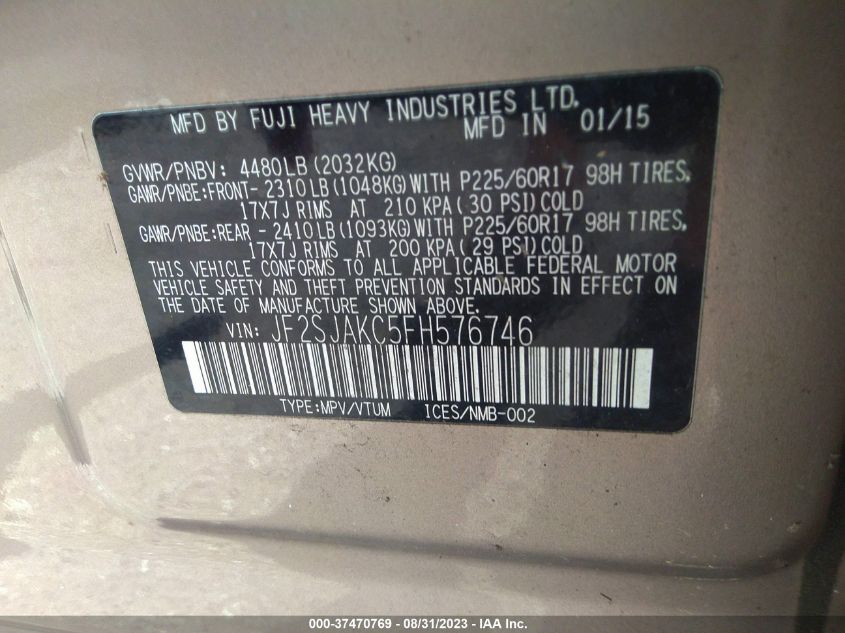 MFD BY FUJI HEAVY INDUSTRIES LTD.
MFD IN 01/15
GVWR/PNBV: 4480LB (2032KG)
GAWR/PNBE:FRONT- 2310LB (1048KG) WITH P225/60R17 98H TIRES.
17X7J RIMS AT 210 KPA( 30 PSI) COLD
GAWR/PNBE:REAR - 2410LB (1093KG) WITH P225/60R17 98H TIRES.
17X7J RIMS AT 200 KPA( 29 PSI) COLD
THIS VEHICLE CONFORMS TO ALL APPLICABLE FEDERAL MOTOR
VEHICLE SAFETY AND THEFT PREVENTION STANDARDS IN EFFECT ON
THE DATE OF MANUFACTURE SHOWN ABOVE.
VIN: JF2SJAKC5FH576746
TYPE:MPV/VTUM ICES/NMB-002
000-37470769 - 08/31/2023 - IAA Inc.